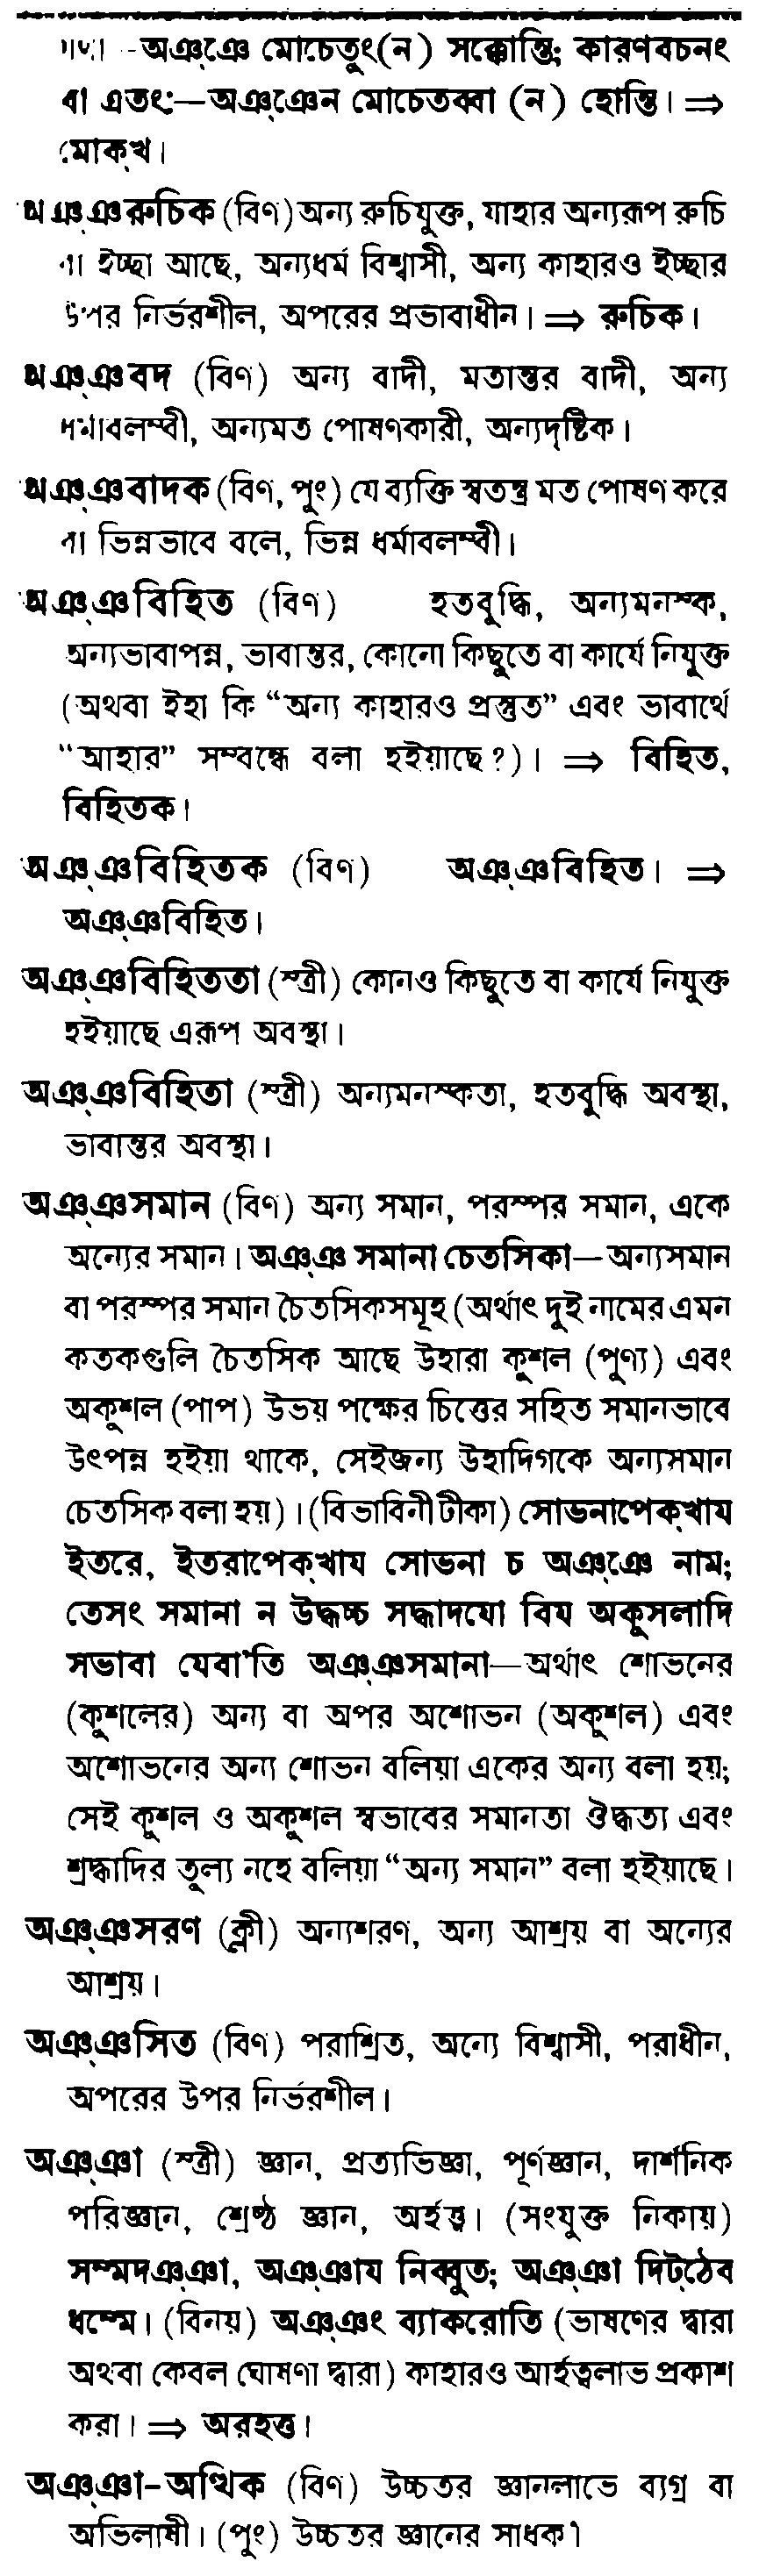 যথা—অঞ্ঞে মোচেতুং(ন) সক্কোন্তি; কারণবচনং
বা এতং:—অঞ্ঞেন মোচেতব্বা (ন) হোন্তি। ⇒
মোক্খ।
অঞ্ঞরুচিক (বিণ) অন্য রুচিযুক্ত, যাহার অন্যরূপ রুচি
বা ইচ্ছা আছে, অন্যধর্ম বিশ্বাসী, অন্য কাহারও ইচ্ছার
উপর নির্ভরশীল, অপরের প্রভাবাধীন। ⇒ রুচিক।
অঞ্ঞবদ (বিণ) অন্য বাদী, মতান্তর বাদী, অন্য
ধর্মাবলম্বী, অন্যমত পোষণকারী, অন্যদৃষ্টিক।
অঞ্ঞবাদক (বিণ, পুং) যে ব্যক্তি স্বতন্ত্র মত পোষণ করে
বা ভিন্নভাবে বলে, ভিন্ন ধর্মাবলম্বী।
অঞ্ঞবিহিত (বিণ) হতবুদ্ধি, অন্যমনস্ক,
অন্যভাবাপন্ন, ভাবান্তর, কোনো কিছুতে বা কার্যে নিযুক্ত
(অথবা ইহা কি “অন্য কাহারও প্রস্তুত” এবং ভাবার্থে
“আহার” সম্বন্ধে বলা হইয়াছে?)। ⇒ বিহিত,
বিহিতক।
অঞ্ঞবিহিতক (বিণ) অঞ্ঞবিহিত। ⇒
অঞ্ঞবিহিত।
অঞ্ঞবিহিততা (স্ত্রী) কোনও কিছুতে বা কার্যে নিযুক্ত
হইয়াছে এরূপ অবস্থা।
অঞ্ঞবিহিতা (স্ত্রী) অন্যমনস্কতা, হতবুদ্ধি অবস্থা,
ভাবান্তর অবস্থা।
অঞ্ঞসমান (বিণ) অন্য সমান, পরস্পর সমান, একে
অন্যের সমান। অঞ্ঞ সমানা চেতসিকা—অন্যসমান
বা পরস্পর সমান চৈতসিকসমূহ (অর্থাৎ দুই নামের এমন
কতকগুলি চৈতসিক আছে উহারা কুশল (পুণ্য) এবং
অকুশল (পাপ) উভয় পক্ষের চিত্তের সহিত সমানভাবে
উৎপন্ন হইয়া থাকে, সেইজন্য উহাদিগকে অন্যসমান
চেতসিক বলা হয়)। (বিভাবিনী টীকা) সোভনাপেক্খায
ইতরে, ইতরাপেক্খায সোভনা চ অঞ্ঞে নাম;
তেসং সমানা ন উদ্ধচ্চ সদ্ধাদযো বিয অকুসলাদি
সভাবা যেবা'তি অঞ্ঞসমানা—অর্থাৎ শোভনের
(কুশলের) অন্য বা অপর অশোভন (অকুশল) এবং
অশোভনের অন্য শোভন বলিয়া একের অন্য বলা হয়;
সেই কুশল ও অকুশল স্বভাবের সমানতা ঔদ্ধত্য এবং
শ্রদ্ধাদির তুল্য নহে বলিয়া “অন্য সমান” বলা হইয়াছে।
অঞ্ঞসরণ (ক্লী) অন্যশরণ, অন্য আশ্রয় বা অন্যের
আশ্রয়।
অঞ্ঞসিত (বিণ) পরাশ্রিত, অন্যে বিশ্বাসী, পরাধীন,
অপরের উপর নির্ভরশীল।
অঞ্ঞা (স্ত্রী) জ্ঞান, প্রত্যভিজ্ঞা, পূর্ণজ্ঞান, দার্শনিক
পরিজ্ঞান, শ্রেষ্ঠ জ্ঞান, অর্হত্ত্ব। (সংযুক্ত নিকায়)
সম্মদঞ্ঞা, অঞ্ঞায নিব্বুত; অঞ্ঞা দিট্ঠেব
ধম্মে। (বিনয়) অঞ্ঞং ব্যাকরোতি (ভাষণের দ্বারা
অথবা কেবল ঘোষণা দ্বারা) কাহারও আর্হত্বলাভ প্রকাশ
করা। ⇒ অরহত্ত।
অঞ্ঞা-অত্থিক (বিণ) উচ্চতর জ্ঞানলাভে ব্যগ্র বা
অভিলাষী। (পুং) উচ্চতর জ্ঞানের সাধক।